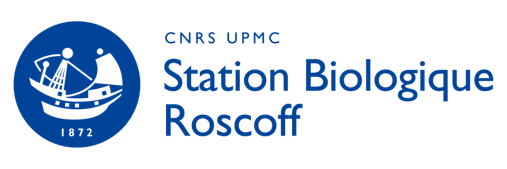 CNRS UPMC
Station Biologique
Roscoff
1872